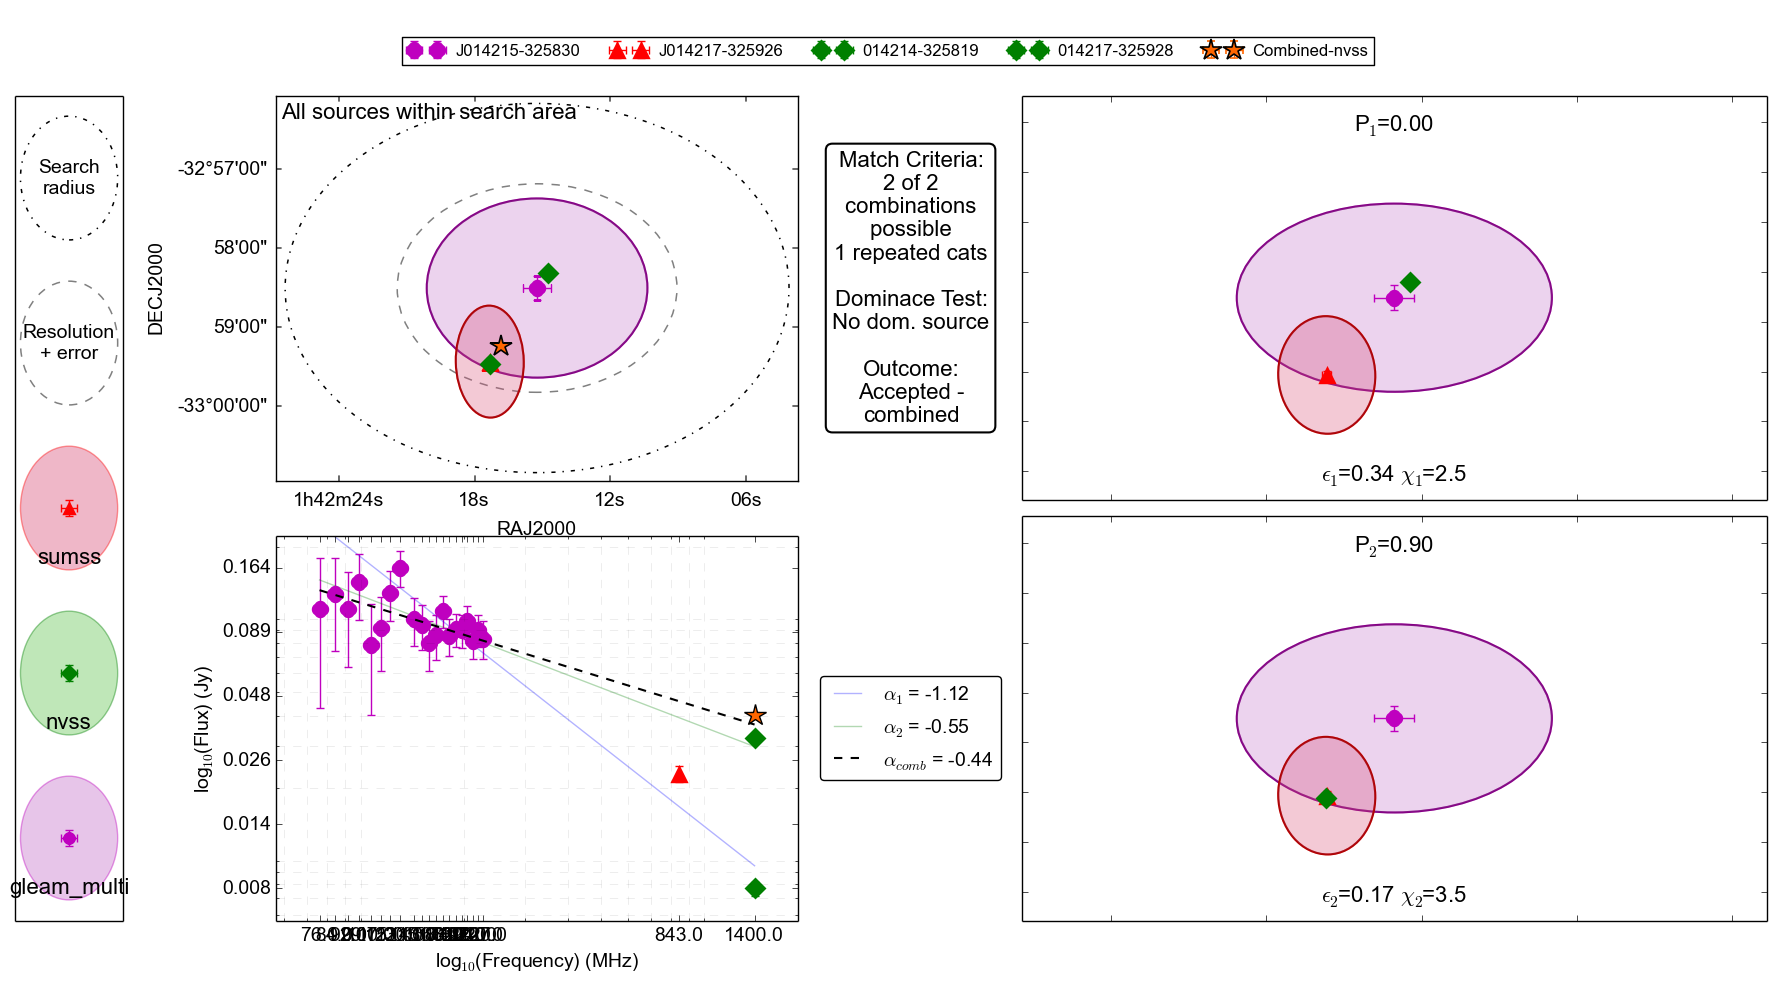 J014215-325830
J014217-325926
014214-325819
014217-325928
Combined-nvss
Search
radius
Resolution
+ error
sumss
nvss
gleam_multi
All sources within search area
DECJ2000
-32°57'00"
58'00"
59'00"
-33°00'00"
1h42m24s
18s
12s
06s
RAJ2000
Match Criteria:
2 of 2
combinations
possible
1 repeated cats
Dominace Test:
No dom. source
Outcome:
Accepted -
combined
P1=0.00
ϵ1=0.34 χ1=2.5
P2=0.90
ϵ2=0.17 χ2=3.5
log10(Flux) (Jy)
0.164
0.089
0.048
0.026
0.014
0.008
843.0
1400.0
log10(Frequency) (MHz)
α1 = -1.12
α2 = -0.55
αcomb = -0.44